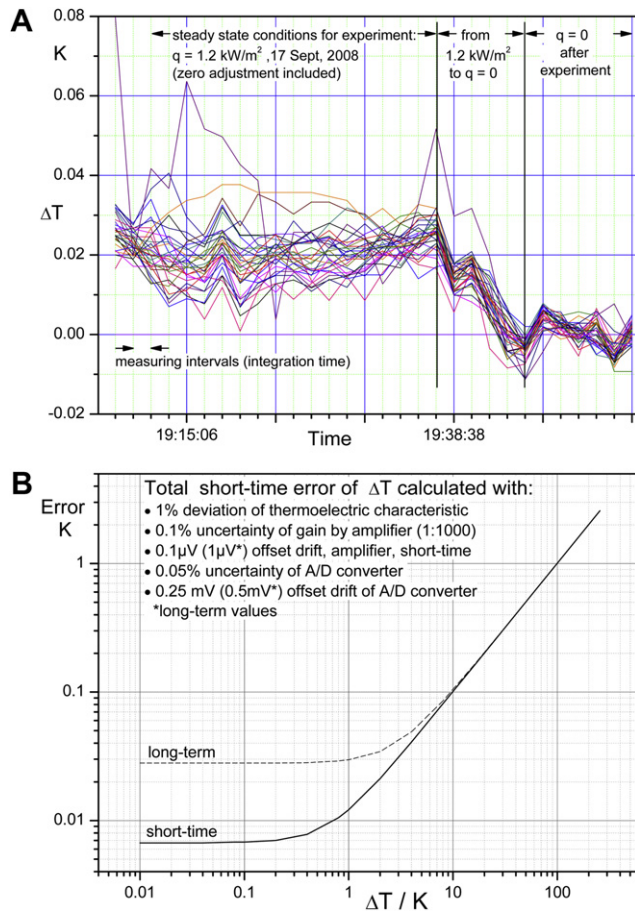 A
0.08
K
0.06
0.04
ΔT
0.02
0.00
-0.02
steady state conditions for experiment:
q = 1.2 kW/m² ,17 Sept, 2008
(zero adjustment included)
from
1.2 kW/m²
to q = 0
q = 0
after
experiment
measuring intervals (integration time)
19:15:06
Time
19:38:38
B
Error
K
1
0.1
0.01
Total short-time error of ΔT calculated with:
• 1% deviation of thermoelectric characteristic
• 0.1% uncertainty of gain by amplifier (1:1000)
• 0.1µV (1µV*) offset drift, amplifier, short-time
• 0.05% uncertainty of A/D converter
• 0.25 mV (0.5mV*) offset drift of A/D converter
*long-term values
long-term
short-time
0.01
0.1
1
10
100
ΔT / K